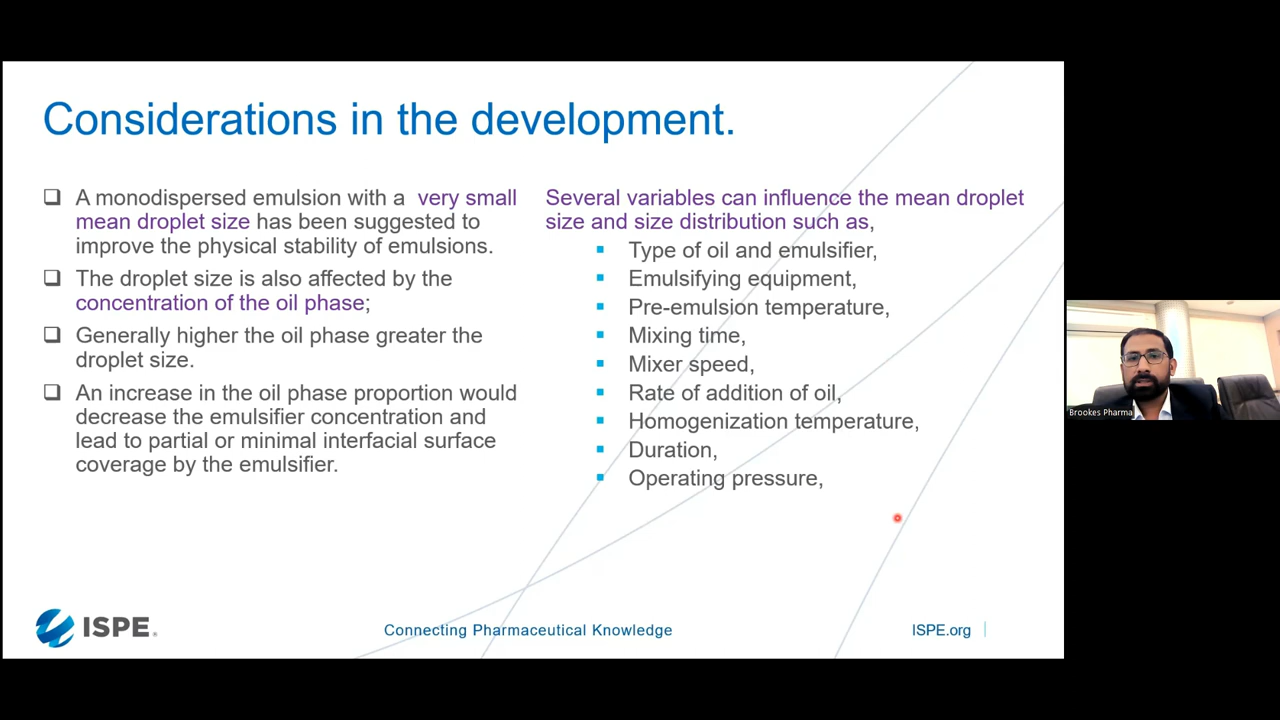 Considerations in the development.
❑ A monodispersed emulsion with a very small
mean droplet size has been suggested to
improve the physical stability of emulsions.
❑ The droplet size is also affected by the
concentration of the oil phase;
❑ Generally higher the oil phase greater the
droplet size.
❑ An increase in the oil phase proportion would
decrease the emulsifier concentration and
lead to partial or minimal interfacial surface
coverage by the emulsifier.
Several variables can influence the mean droplet
size and size distribution such as,
▪ Type of oil and emulsifier,
▪ Emulsifying equipment,
▪ Pre-emulsion temperature,
▪ Mixing time,
▪ Mixer speed,
▪ Rate of addition of oil,
▪ Homogenization temperature,
▪ Duration,
▪ Operating pressure,
Brookes Pharma
ISPE®
Connecting Pharmaceutical Knowledge
ISPE.org